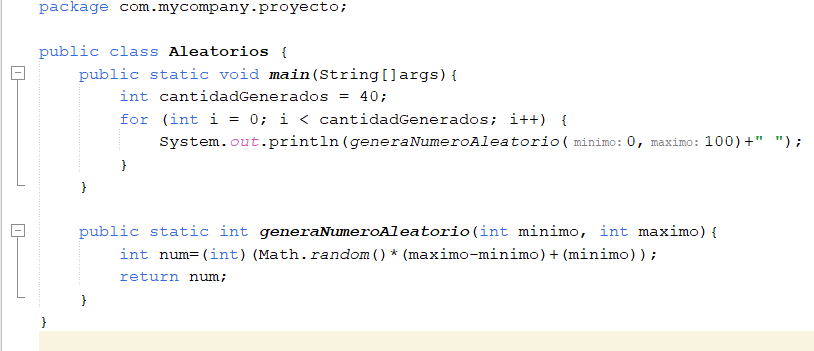 package com.mycompany.proyecto;
public class Aleatorios {
public static void main(String[]args){
int cantidadGenerados = 40;
for (int i = 0; i < cantidadGenerados; i++) {
System.out.println(generaNumeroAleatorio( minimo: 0, maximo: 100)+" ");
}
}
public static int generaNumeroAleatorio(int minimo, int maximo){
int num=(int)(Math.random()*(maximo-minimo)+(minimo));
return num;
}
}